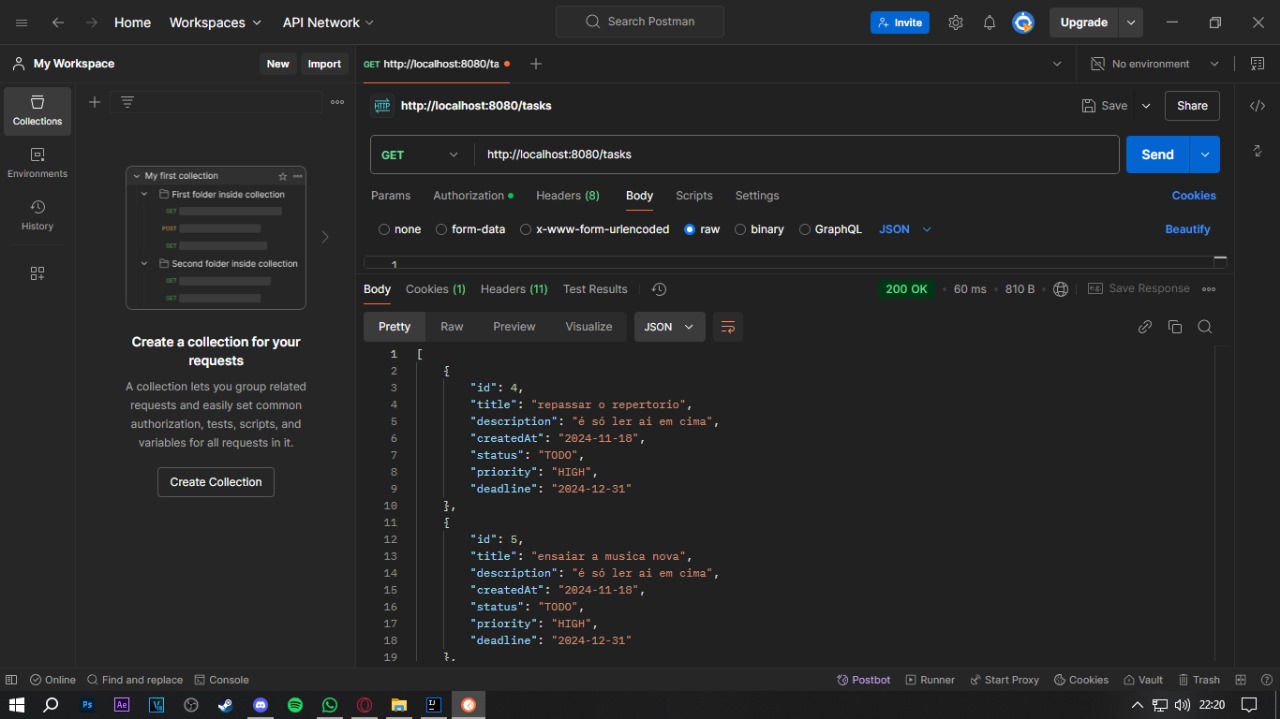 Home Workspaces API Network Search Postman Invite Upgrade
My Workspace New Import GET http://localhost:8080/ta No environment
Collections
Environments
History
My first collection
First folder inside collection
GET
POST
GET
Second folder inside collection
GET
GET
Create a collection for your
requests
A collection lets you group related
requests and easily set common
authorization, tests, scripts, and
variables for all requests in it.
Create Collection
HTTP http://localhost:8080/tasks Save Share
GET http://localhost:8080/tasks Send
Params Authorization Headers (8) Body Scripts Settings Cookies
none form-data x-www-form-urlencoded raw binary GraphQL JSON Beautify
1
Body Cookies (1) Headers (11) Test Results 200 OK 60 ms 810 B e.g. Save Response
Pretty Raw Preview Visualize JSON
1 [
2 {
3 "id": 4,
4 "title": "repassar o repertorio",
5 "description": "é só ler ai em cima",
6 "createdAt": "2024-11-18",
7 "status": "TODO",
8 "priority": "HIGH",
9 "deadline": "2024-12-31"
10 },
11 {
12 "id": 5,
13 "title": "ensaiar a musica nova",
14 "description": "é só ler ai em cima",
15 "createdAt": "2024-11-18",
16 "status": "TODO",
17 "priority": "HIGH",
18 "deadline": "2024-12-31"
19 },
Online Find and replace Console Postbot Runner Start Proxy Cookies Vault Trash
Ps Ae IJ 22:20